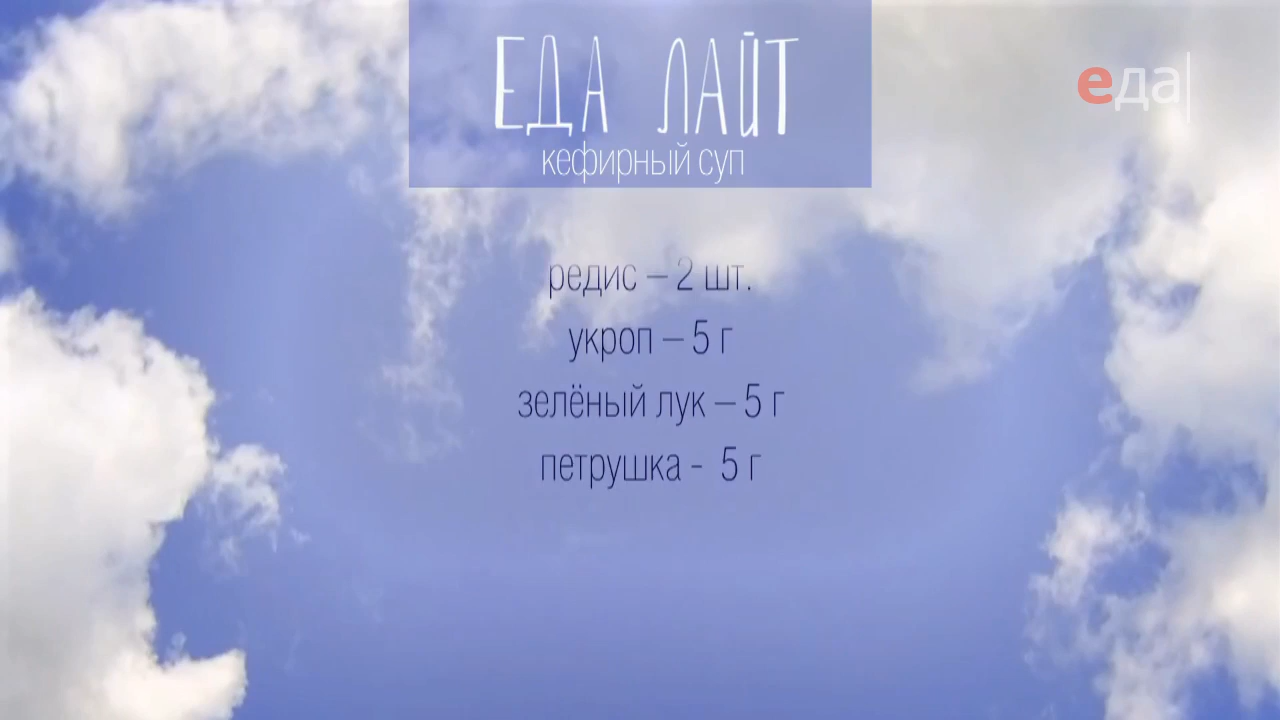 ЕДА ЛАЙТ
кефирный суп
еда
редис – 2 шт.
укроп – 5 г
зелёный лук – 5 г
петрушка - 5 г